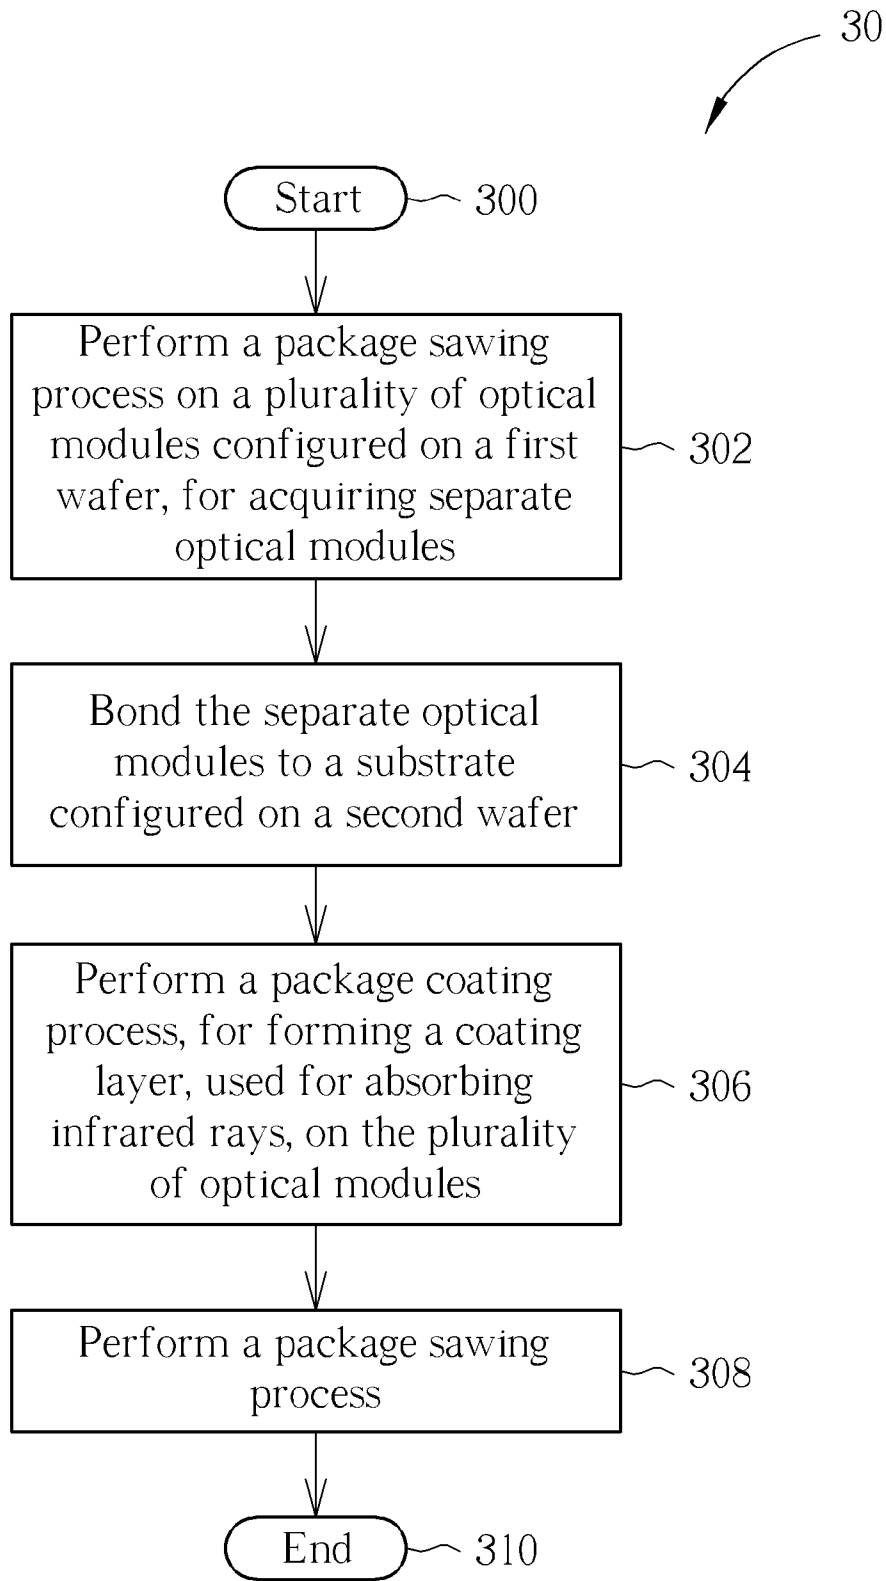 30
Start
300
Perform a package sawing
process on a plurality of optical
modules configured on a first
wafer, for acquiring separate
optical modules
302
Bond the separate optical
modules to a substrate
configured on a second wafer
304
Perform a package coating
process, for forming a coating
layer, used for absorbing
infrared rays, on the plurality
of optical modules
306
Perform a package sawing
process
308
End
310